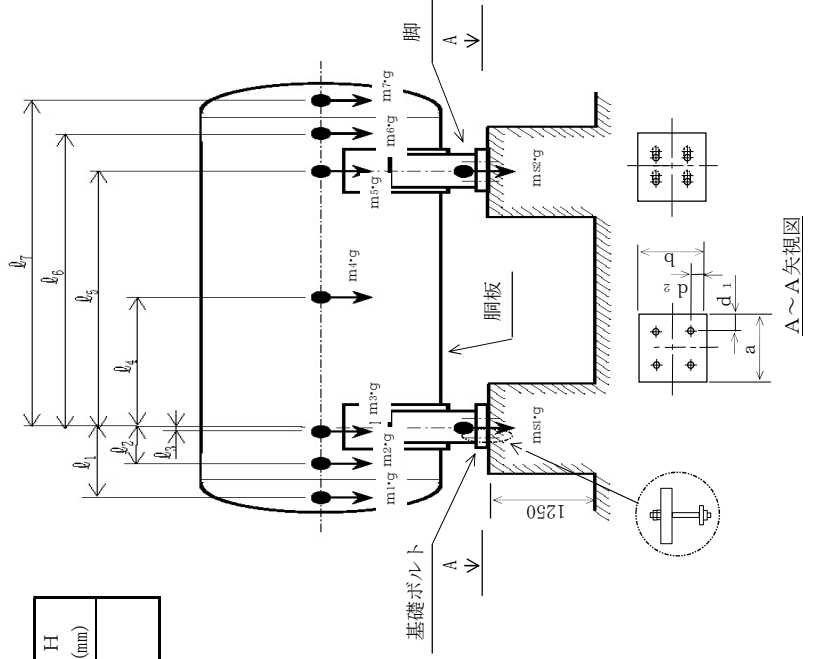 ℓ₇
ℓ₆
ℓ₅
ℓ₄
ℓ₁
ℓ₂
ℓ₃
m₁·g
m₂·g
m₃·g
m₄·g
m₅·g
m₆·g
m₇·g
mS₁·g
mS₂·g
脚
胴板
基礎ボルト
A
A
1250
a
b
d₁
d₂
A～A矢視図
H
(mm)